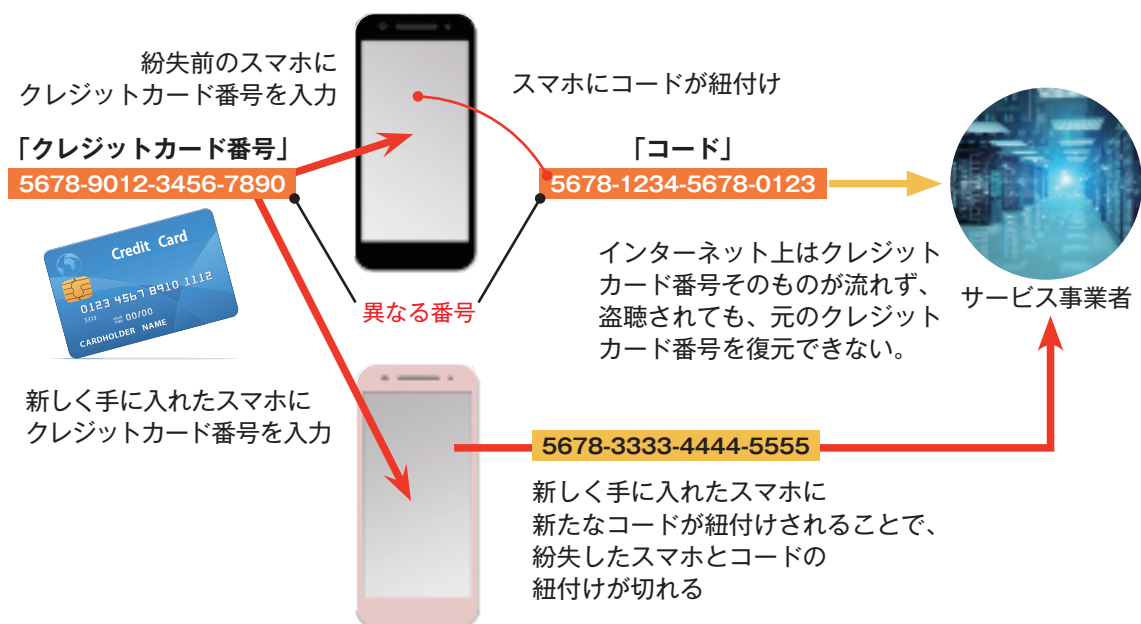 紛失前のスマホに
クレジットカード番号を入力
スマホにコードが紐付け
「クレジットカード番号」
5678-9012-3456-7890
「コード」
5678-1234-5678-0123
Credit Card
0123 4567 8910 1112
00/00
CARDHOLDER NAME
異なる番号
インターネット上はクレジット
カード番号そのものが流れず、
盗聴されても、元のクレジット
カード番号を復元できない。
サービス事業者
新しく手に入れたスマホに
クレジットカード番号を入力
5678-3333-4444-5555
新しく手に入れたスマホに
新たなコードが紐付けされることで、
紛失したスマホとコードの
紐付けが切れる